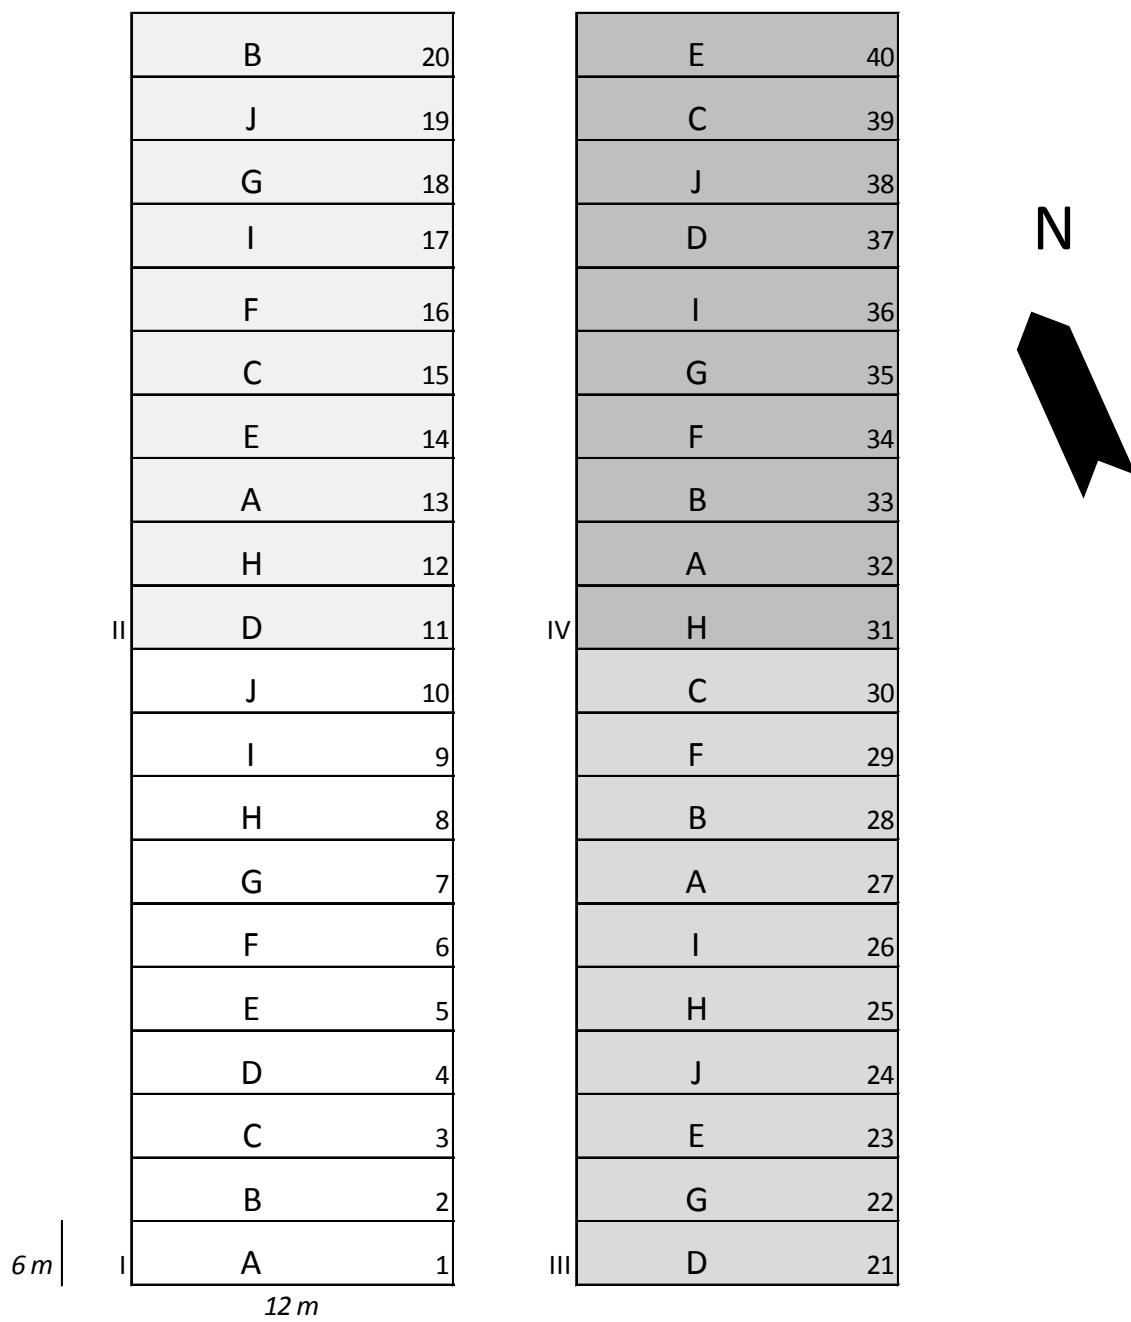 B 20 E 40
J 19 C 39
G 18 J 38
N
I 17 D 37
F 16 I 36
C 15 G 35
E 14 F 34
A 13 B 33
H 12 A 32
II D 11 IV H 31
J 10 C 30
I 9 F 29
H 8 B 28
G 7 A 27
F 6 I 26
E 5 H 25
D 4 J 24
C 3 E 23
B 2 G 22
6 m I A 1 III D 21
12 m